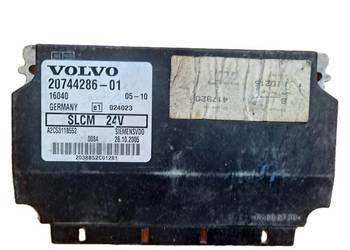 VOLVO
20744286-01
16040 05-10
GERMANY e1 024023
SLCM 24V
A2C53118552 SIEMENSVDO
0084 26.10.2005
2038852C01281